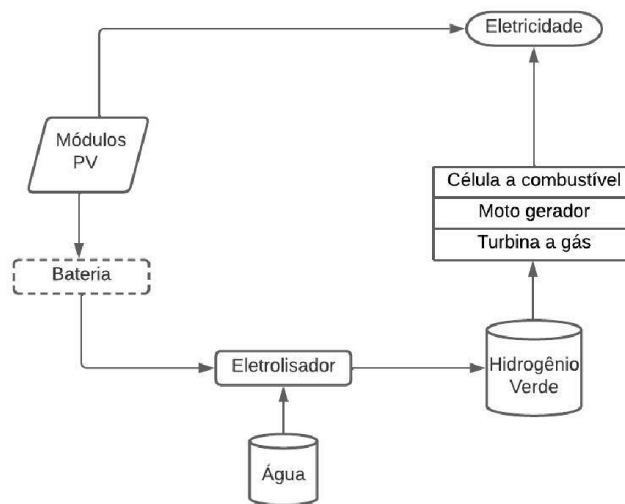 Eletricidade
Módulos
PV
Célula a combustível
Moto gerador
Turbina a gás
Bateria
Eletrolisador
Hidrogênio
Verde
Água